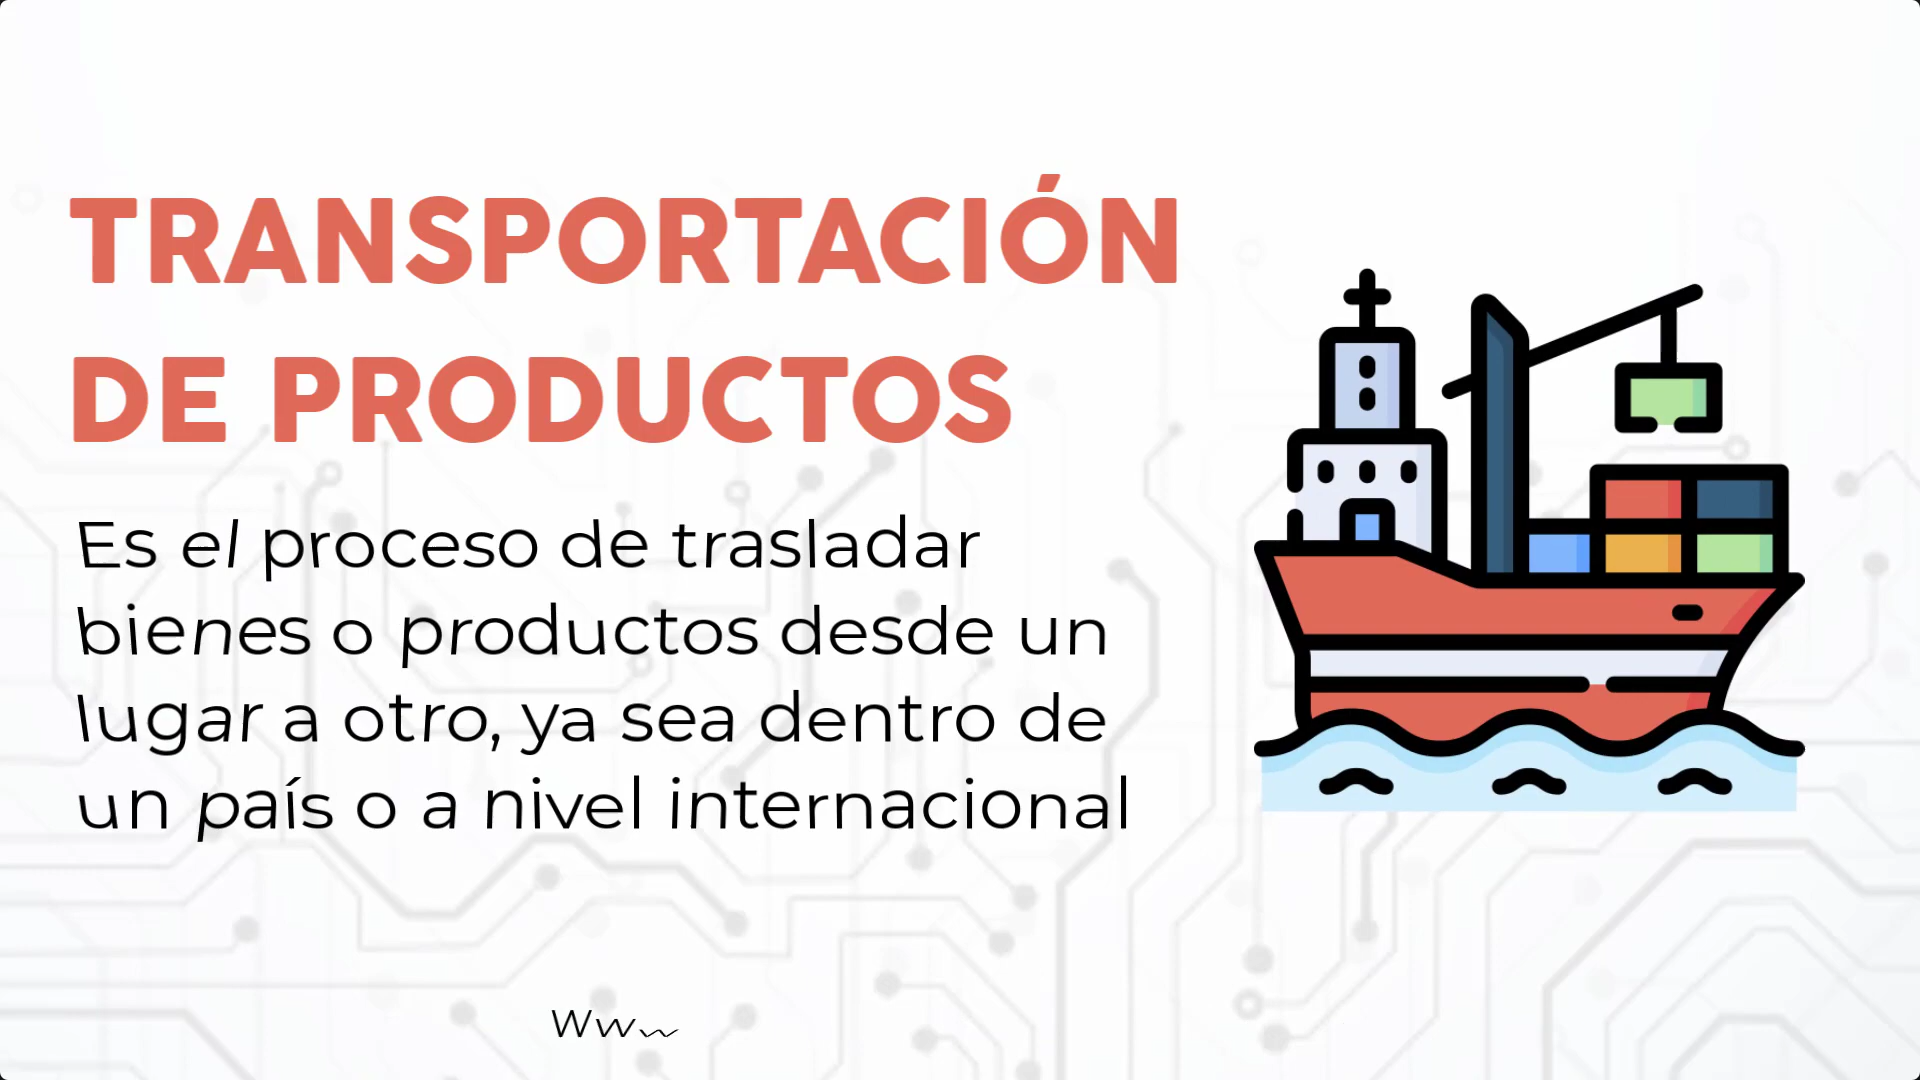 TRANSPORTACIÓN
DE PRODUCTOS
Es el proceso de trasladar
bienes o productos desde un
lugar a otro, ya sea dentro de
un país o a nivel internacional
Www